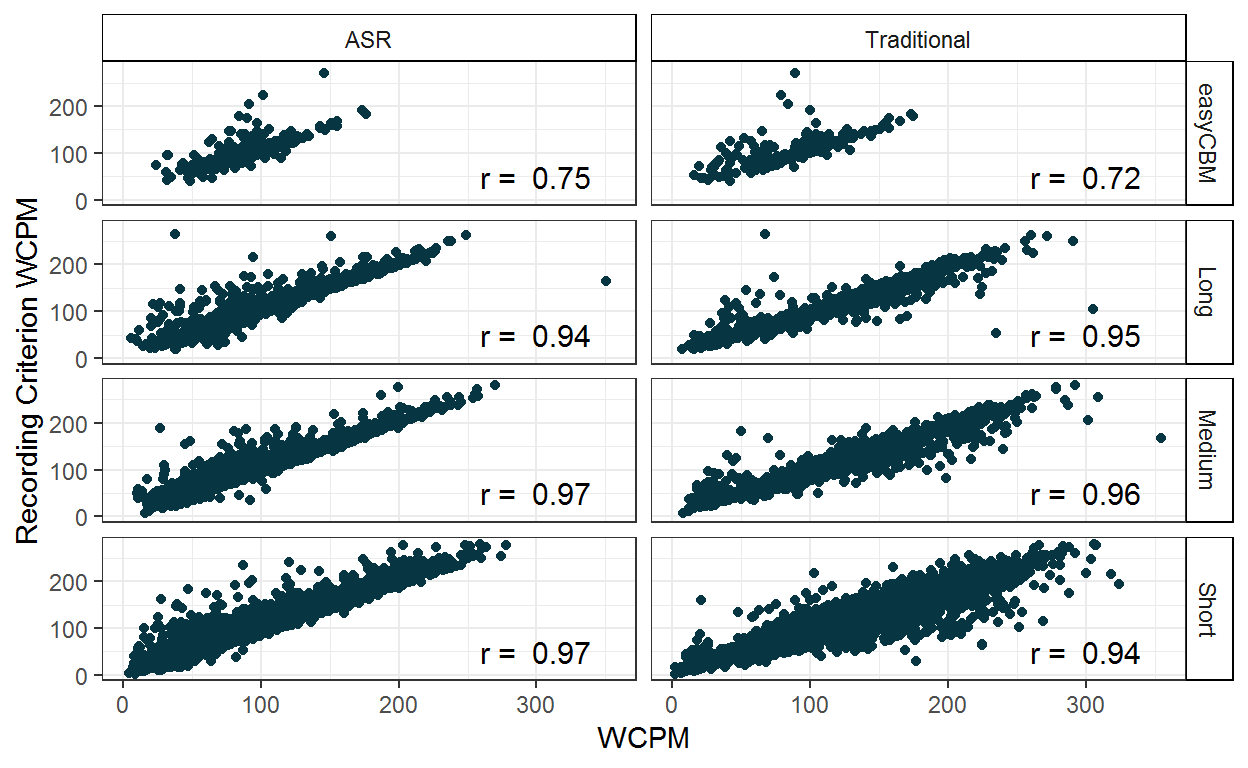 ASR Traditional
Recording Criterion WCPM
200
100
0
r = 0.75
r = 0.72
easyCBM
200
100
0
r = 0.94
r = 0.95
Long
200
100
0
r = 0.97
r = 0.96
Medium
200
100
0
r = 0.97
r = 0.94
Short
0 100 200 300 0 100 200 300
WCPM